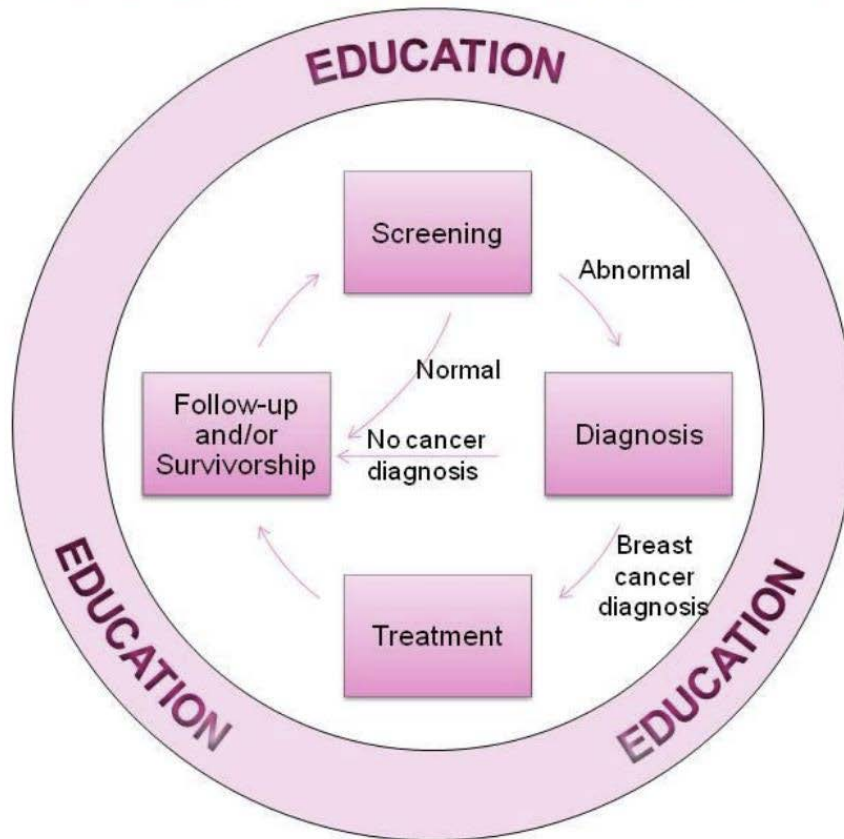 EDUCATION
Screening
Abnormal
Normal
Follow-up
and/or
Survivorship
No cancer
diagnosis
Diagnosis
Breast
cancer
diagnosis
Treatment
EDUCATION
EDUCATION